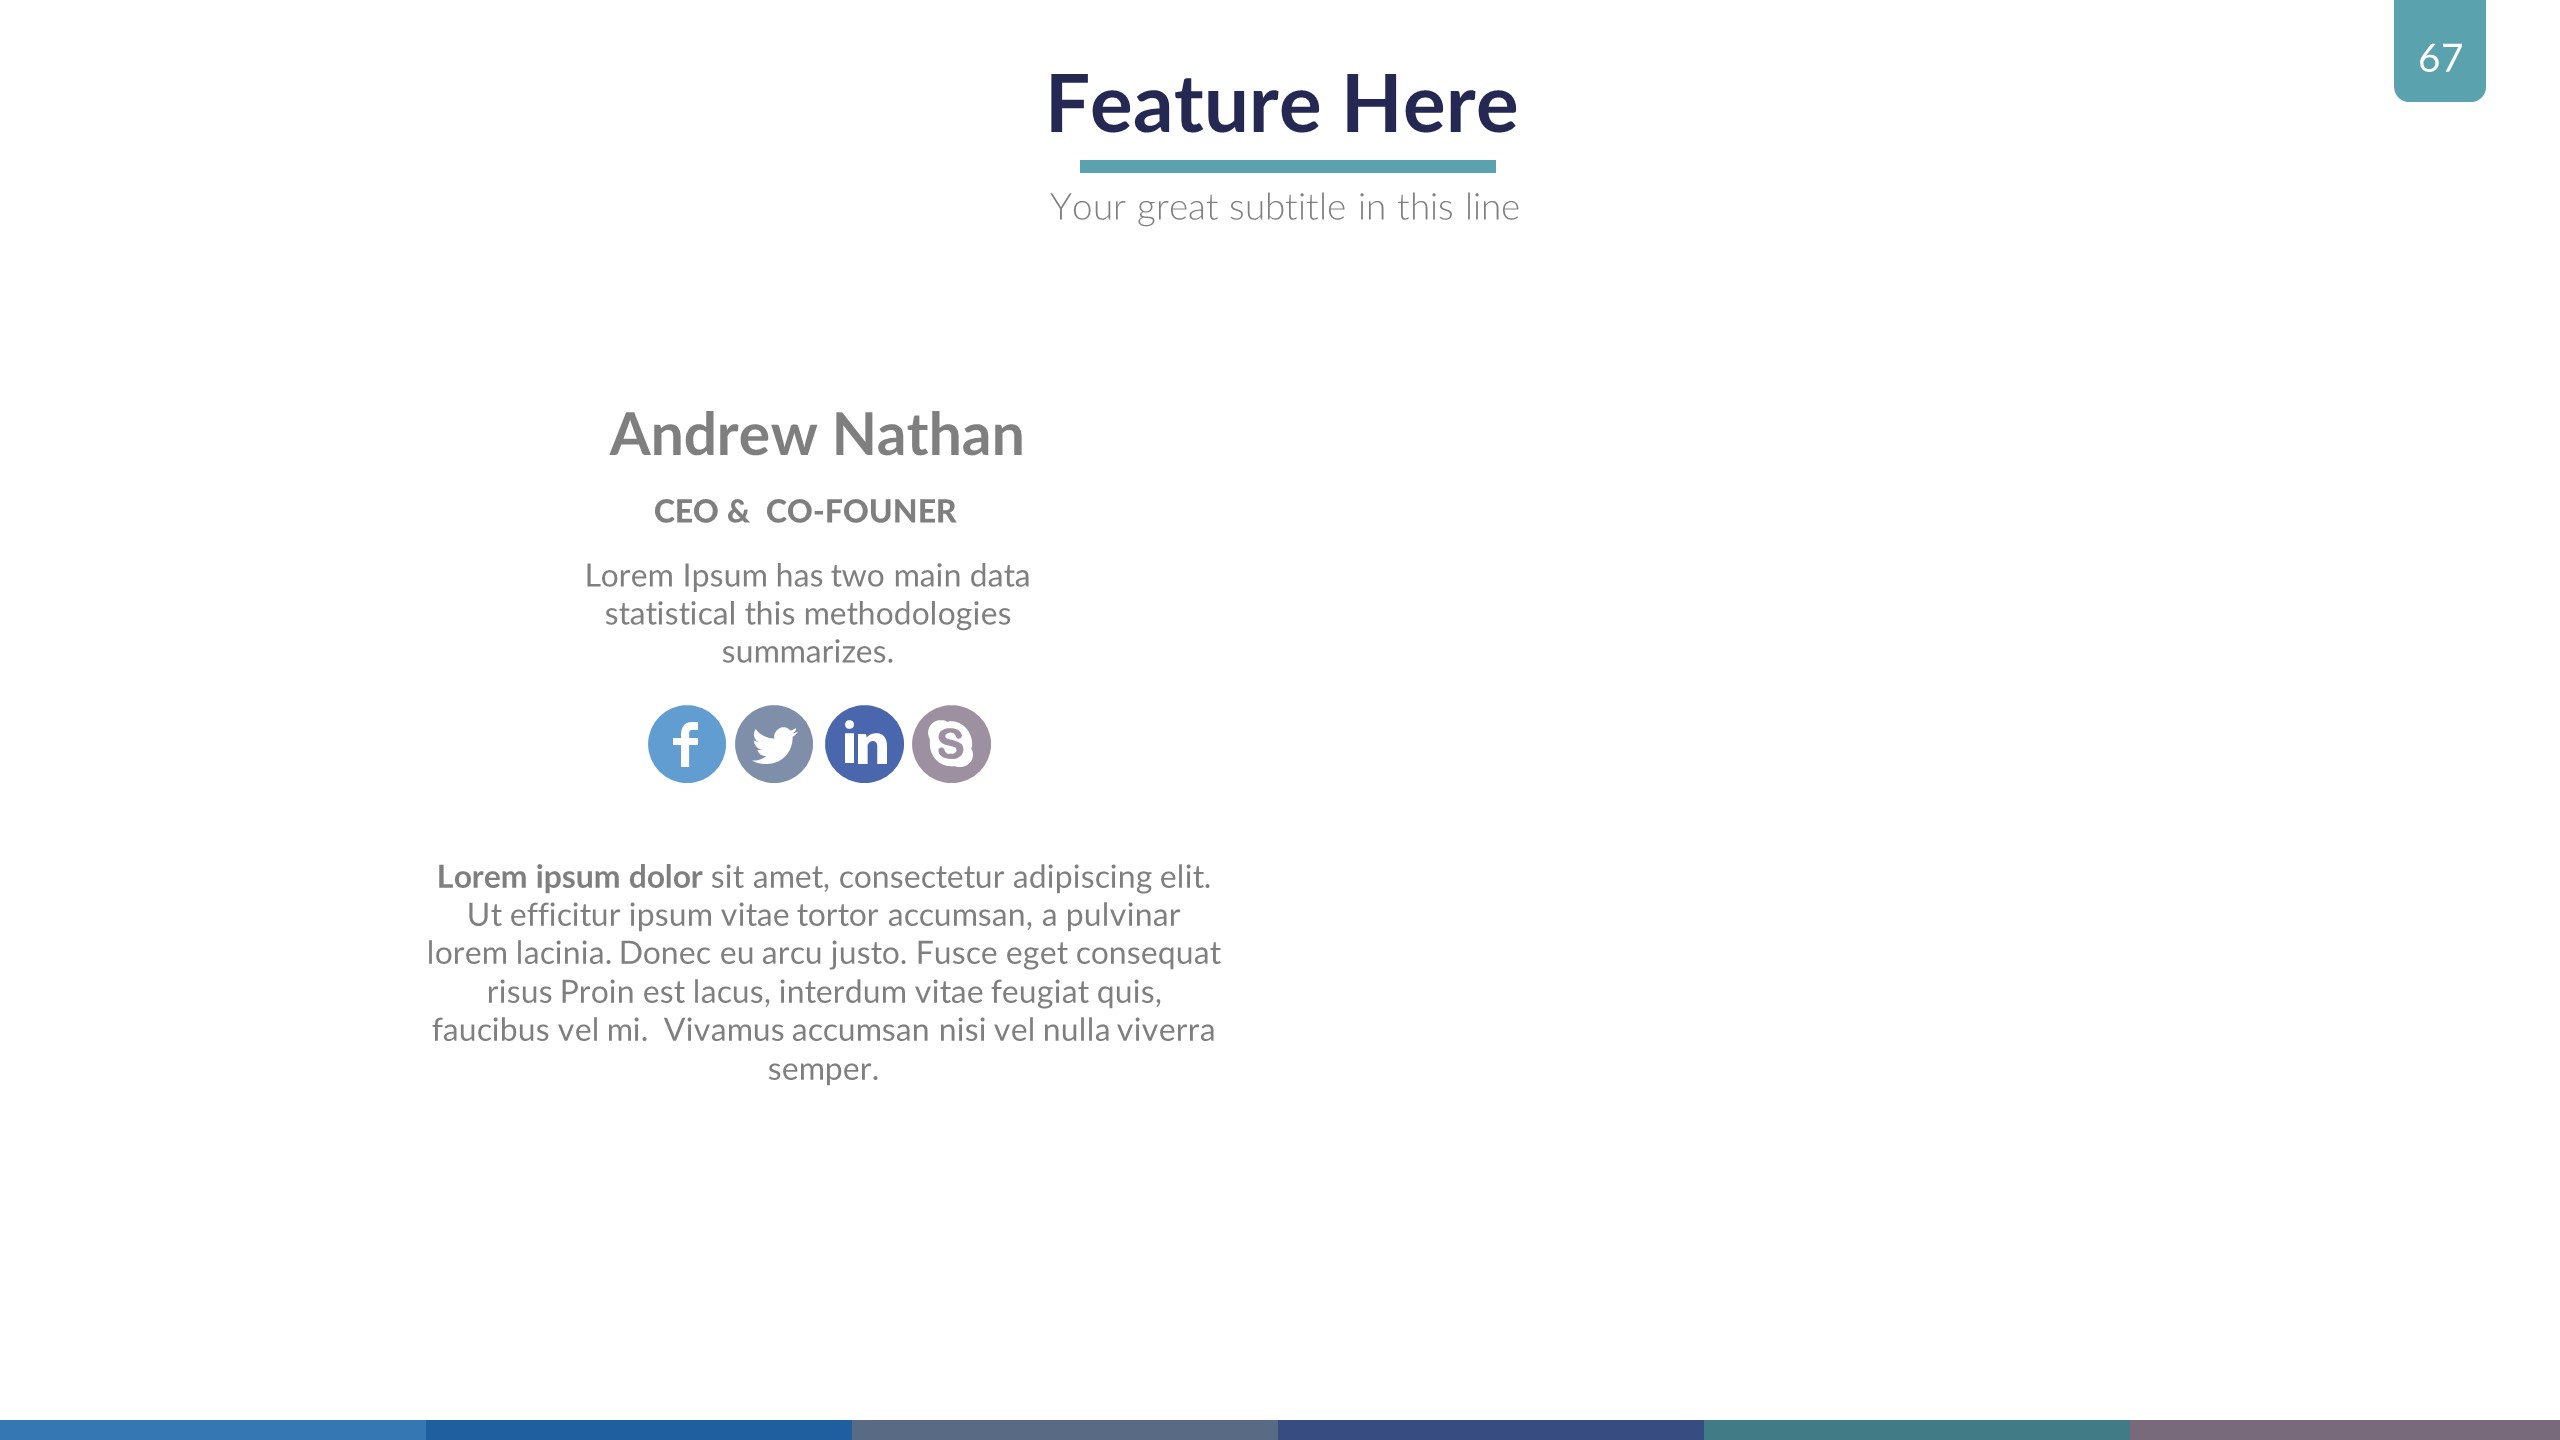 67
Feature Here
Your great subtitle in this line
Andrew Nathan
CEO &  CO-FOUNER
Lorem Ipsum has two main data
statistical this methodologies
summarizes.
f in S
Lorem ipsum dolor sit amet, consectetur adipiscing elit.
Ut efficitur ipsum vitae tortor accumsan, a pulvinar
lorem lacinia. Donec eu arcu justo. Fusce eget consequat
risus Proin est lacus, interdum vitae feugiat quis,
faucibus vel mi.  Vivamus accumsan nisi vel nulla viverra
semper.